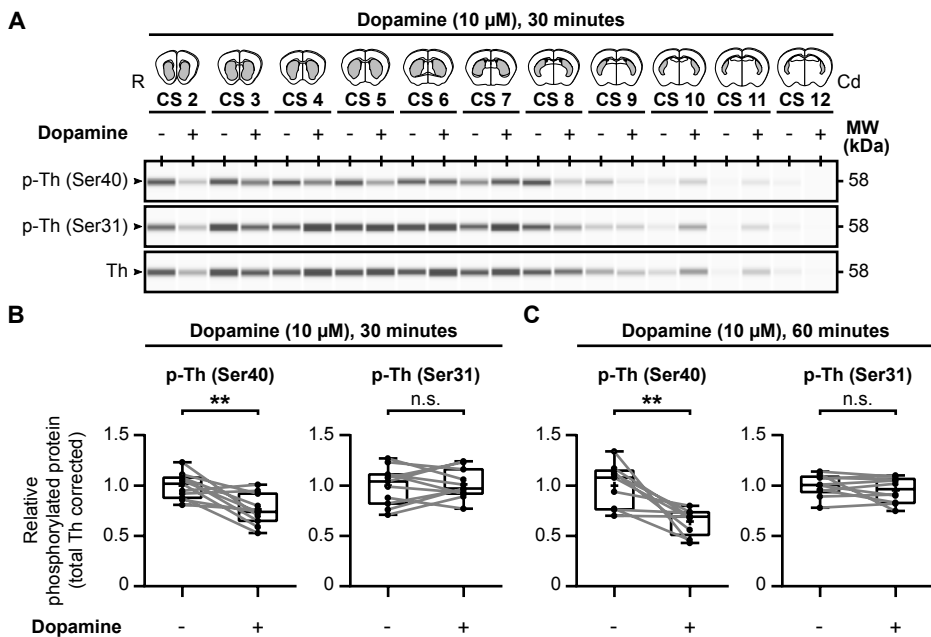 A
Dopamine (10 µM), 30 minutes
R
Cd
CS 2 CS 3 CS 4 CS 5 CS 6 CS 7 CS 8 CS 9 CS 10 CS 11 CS 12
Dopamine - + - + - + - + - + - + - + - + - + - + - + MW
(kDa)
p-Th (Ser40) 58
p-Th (Ser31) 58
Th 58
B
Dopamine (10 µM), 30 minutes
C
Dopamine (10 µM), 60 minutes
p-Th (Ser40) p-Th (Ser31) p-Th (Ser40) p-Th (Ser31)
** n.s. ** n.s.
Relative
phosphorylated protein
(total Th corrected)
1.5 1.5 1.5 1.5
1.0 1.0 1.0 1.0
0.5 0.5 0.5 0.5
0 0 0 0
Dopamine - + - + - + - +